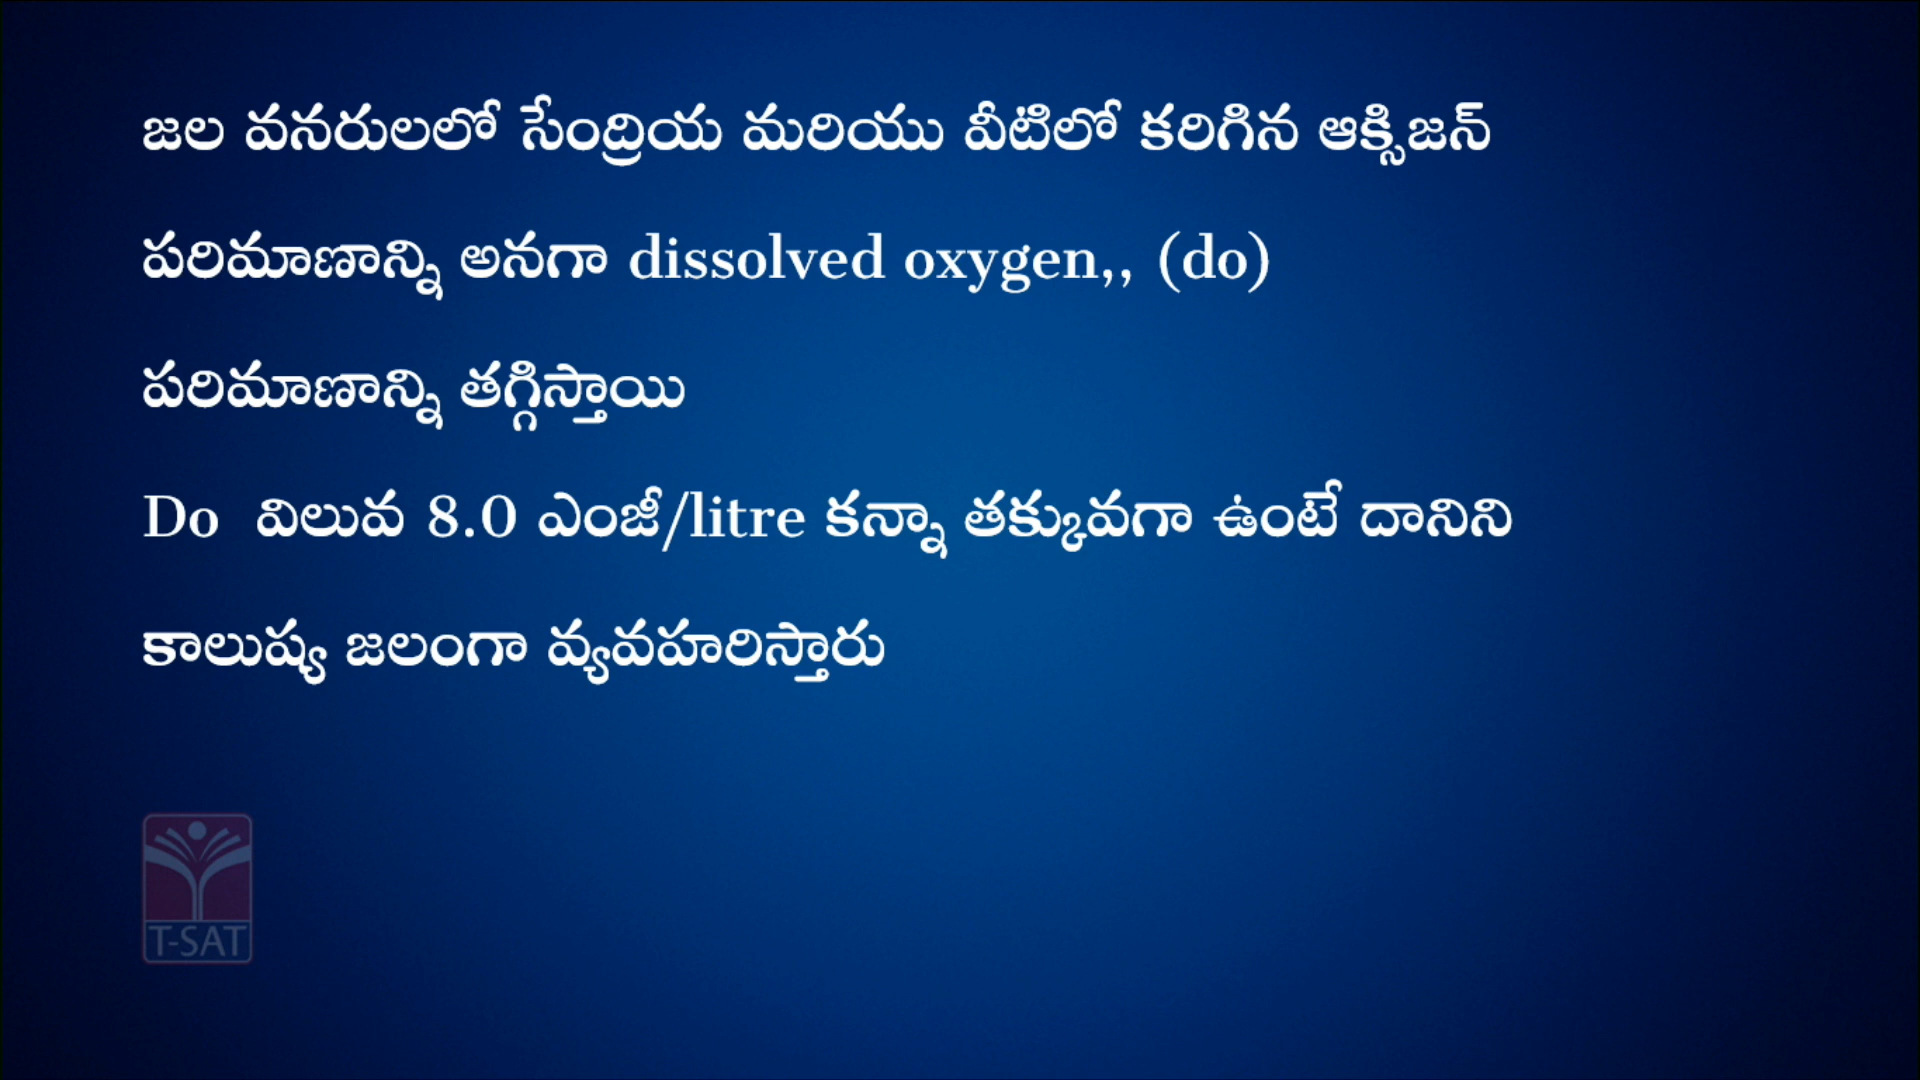 జల వనరులలో సేంద్రియ మరియు వీటిలో కరిగిన ఆక్సిజన్
పరిమాణాన్ని అనగా dissolved oxygen,, (do)
పరిమాణాన్ని తగ్గిస్తాయి
Do విలువ 8.0 ఎంజీ/litre కన్నా తక్కువగా ఉంటే దానిని
కాలుష్య జలంగా వ్యవహరిస్తారు
T-SAT